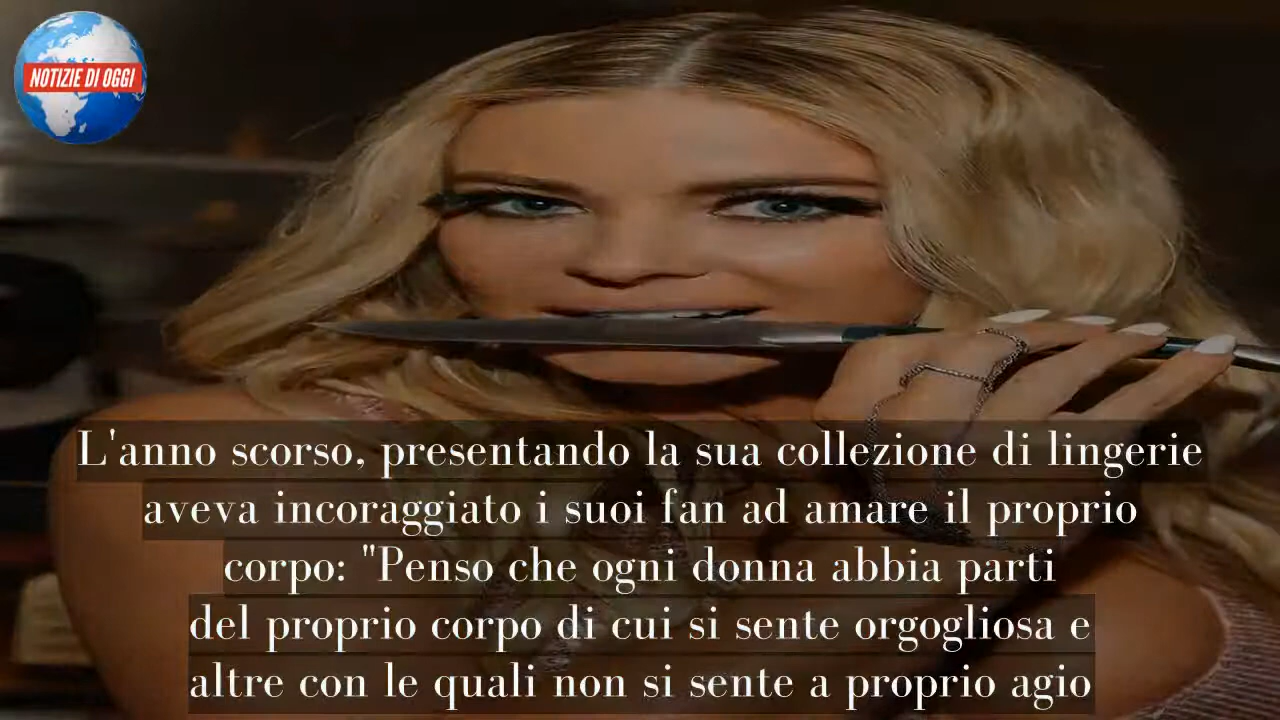 NOTIZIE DI OGGI
L'anno scorso, presentando la sua collezione di lingerie
aveva incoraggiato i suoi fan ad amare il proprio
corpo: "Penso che ogni donna abbia parti
del proprio corpo di cui si sente orgogliosa e
altre con le quali non si sente a proprio agio